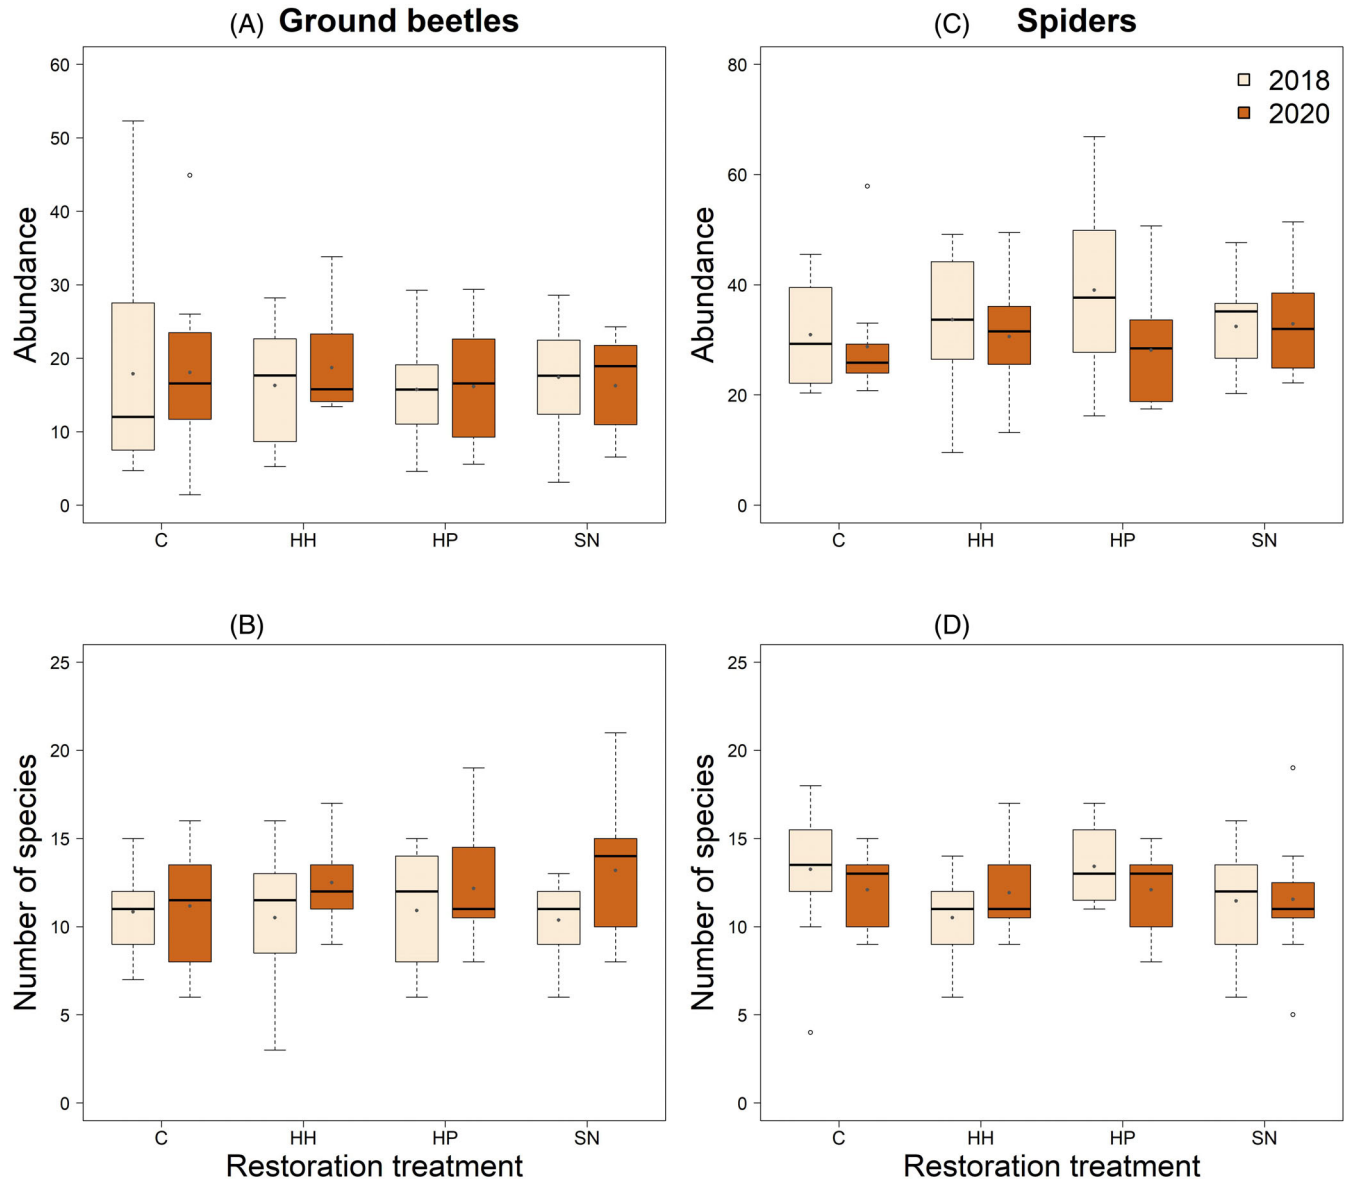 (A) Ground beetles
60
50
40
30
20
10
0
Abundance
C HH HP SN
(C) Spiders
80
60
40
20
0
Abundance
2018
2020
C HH HP SN
(B)
25
20
15
10
5
0
Number of species
C HH HP SN
Restoration treatment
(D)
25
20
15
10
5
0
Number of species
C HH HP SN
Restoration treatment